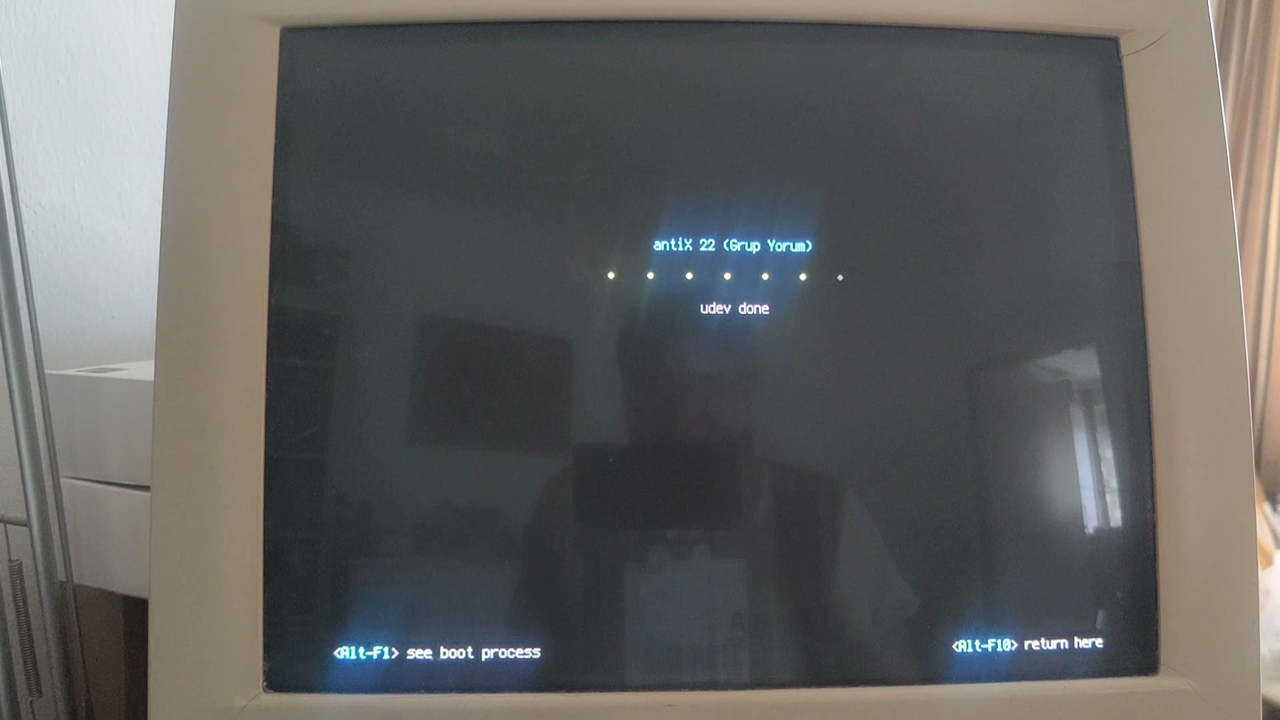 antiX 22 (Grup Yorum)
udev done
<Alt-F1> see boot process
<Alt-F10> return here